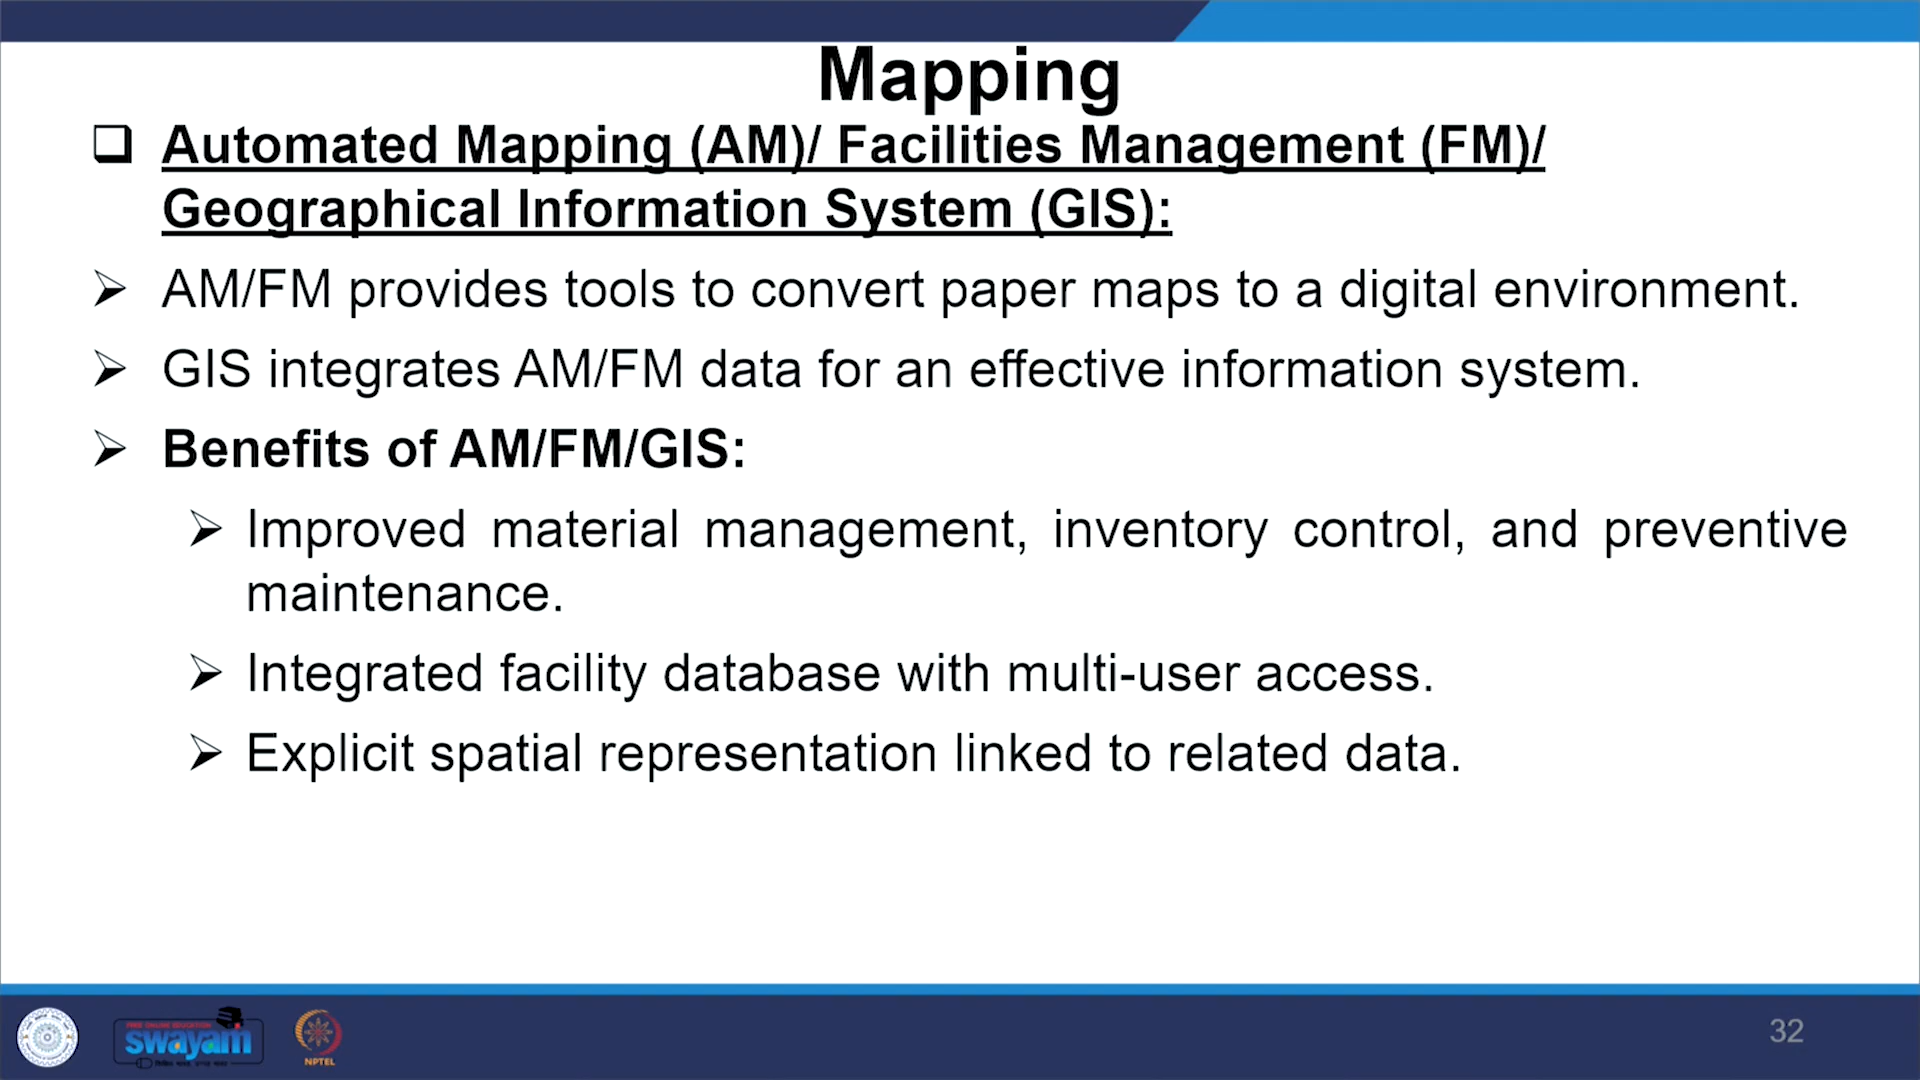 Mapping
❑ Automated Mapping (AM)/ Facilities Management (FM)/
Geographical Information System (GIS):
➢ AM/FM provides tools to convert paper maps to a digital environment.
➢ GIS integrates AM/FM data for an effective information system.
➢ Benefits of AM/FM/GIS:
➢ Improved material management, inventory control, and preventive
maintenance.
➢ Integrated facility database with multi-user access.
➢ Explicit spatial representation linked to related data.
FREE ONLINE EDUCATION
swayam
NPTEL
32